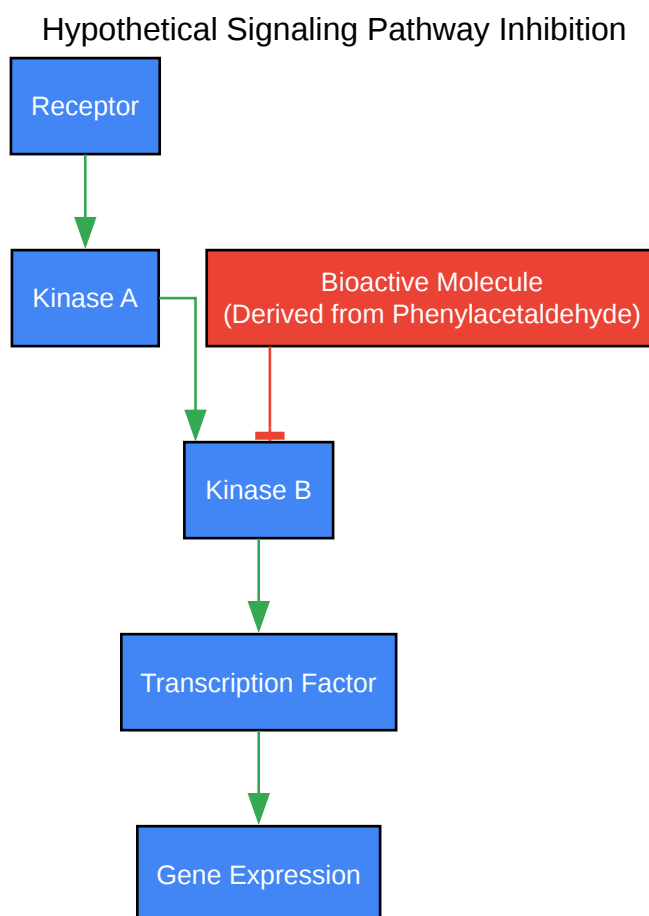 Hypothetical Signaling Pathway Inhibition
Receptor
Kinase A
Bioactive Molecule
(Derived from Phenylacetaldehyde)
Kinase B
Transcription Factor
Gene Expression